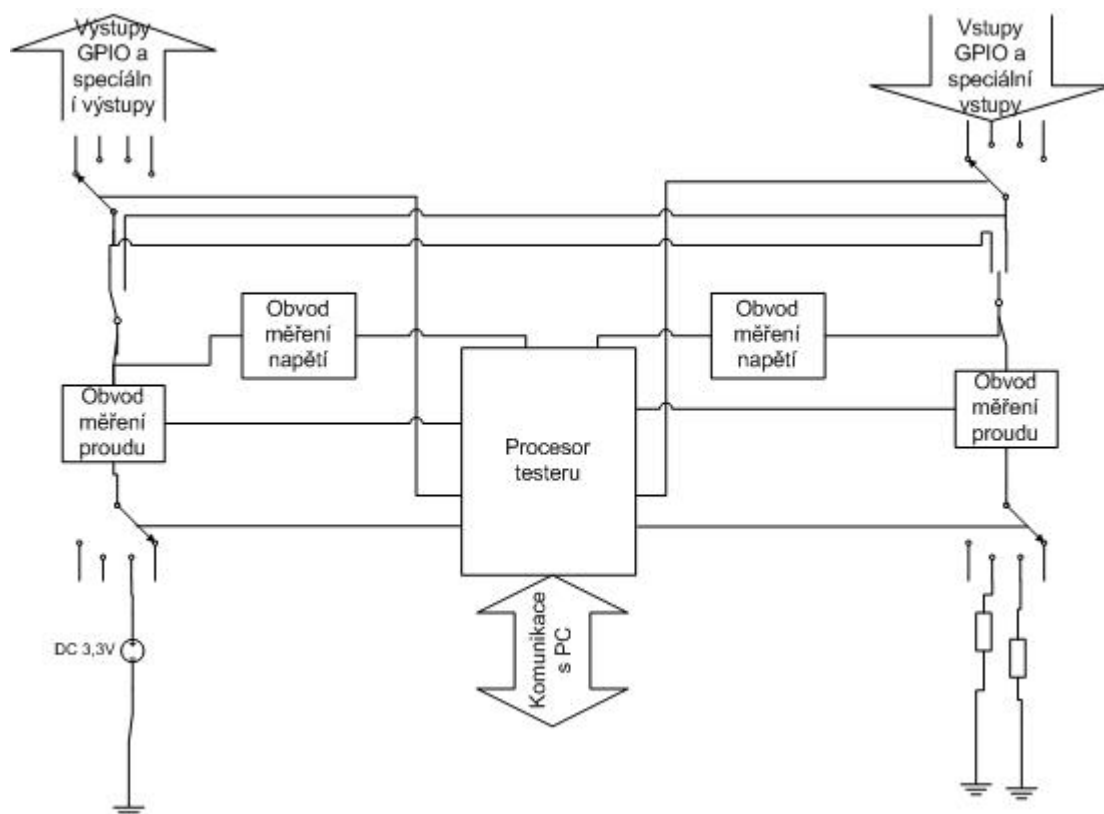 Výstupy
GPIO a
speciáln
í výstupy
Vstupy
GPIO a
speciální
vstupy
Obvod
měření
napětí
Obvod
měření
napětí
Obvod
měření
proudu
Obvod
měření
proudu
Procesor
testeru
DC 3,3V
Komunikace
s PC